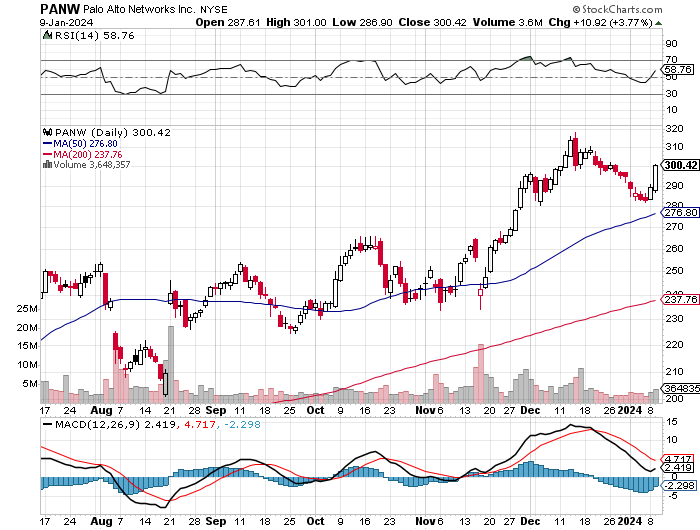 PANW Palo Alto Networks Inc. NYSE © StockCharts.com
9-Jan-2024 Open 287.61 High 301.00 Low 286.90 Close 300.42 Volume 3.6M Chg +10.92 (+3.77%)
RSI(14) 58.76
90
70
58.76
50
30
10
PANW (Daily) 300.42
MA(50) 276.80
MA(200) 237.76
Volume 3,648,357
320
310
300.42
290
280
276.80
270
260
250
240
237.76
230
220
210
200
25M
20M
15M
10M
5M
364835
17 24 Aug 7 14 21 28 Sep 11 18 25 Oct 9 16 23 Nov 6 13 20 27 Dec 11 18 26 2024 8
MACD(12,26,9) 2.419, 4.717, -2.298
15
10
4.717
2.419
0
-2.298
-5
17 24 Aug 7 14 21 28 Sep 11 18 25 Oct 9 16 23 Nov 6 13 20 27 Dec 11 18 26 2024 8